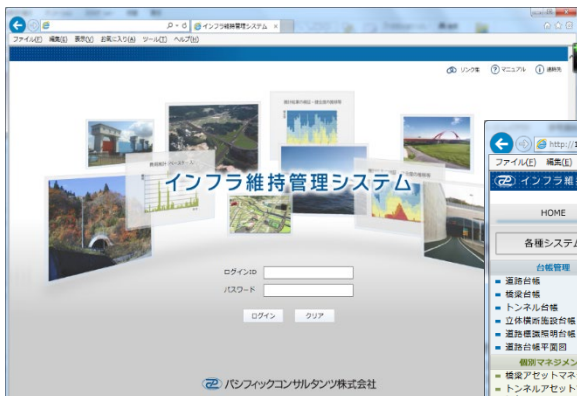 インフラ維持管理システム
ファイル(F) 編集(E) 表示(V) お気に入り(A) ツール(T) ヘルプ(H)
リンク集 マニュアル 連絡先
インフラ維持管理システム
ログインID
パスワード
ログイン クリア
パシフィックコンサルタンツ株式会社
http://1
ファイル(F) 編集(E)
インフラ維
HOME
各種システム
台帳管理
道路台帳
橋梁台帳
トンネル台帳
立体横断施設台帳
道路標識照明台帳
道路台帳平面図
個別マネジメン
橋梁アセットマネ
トンネルアセット